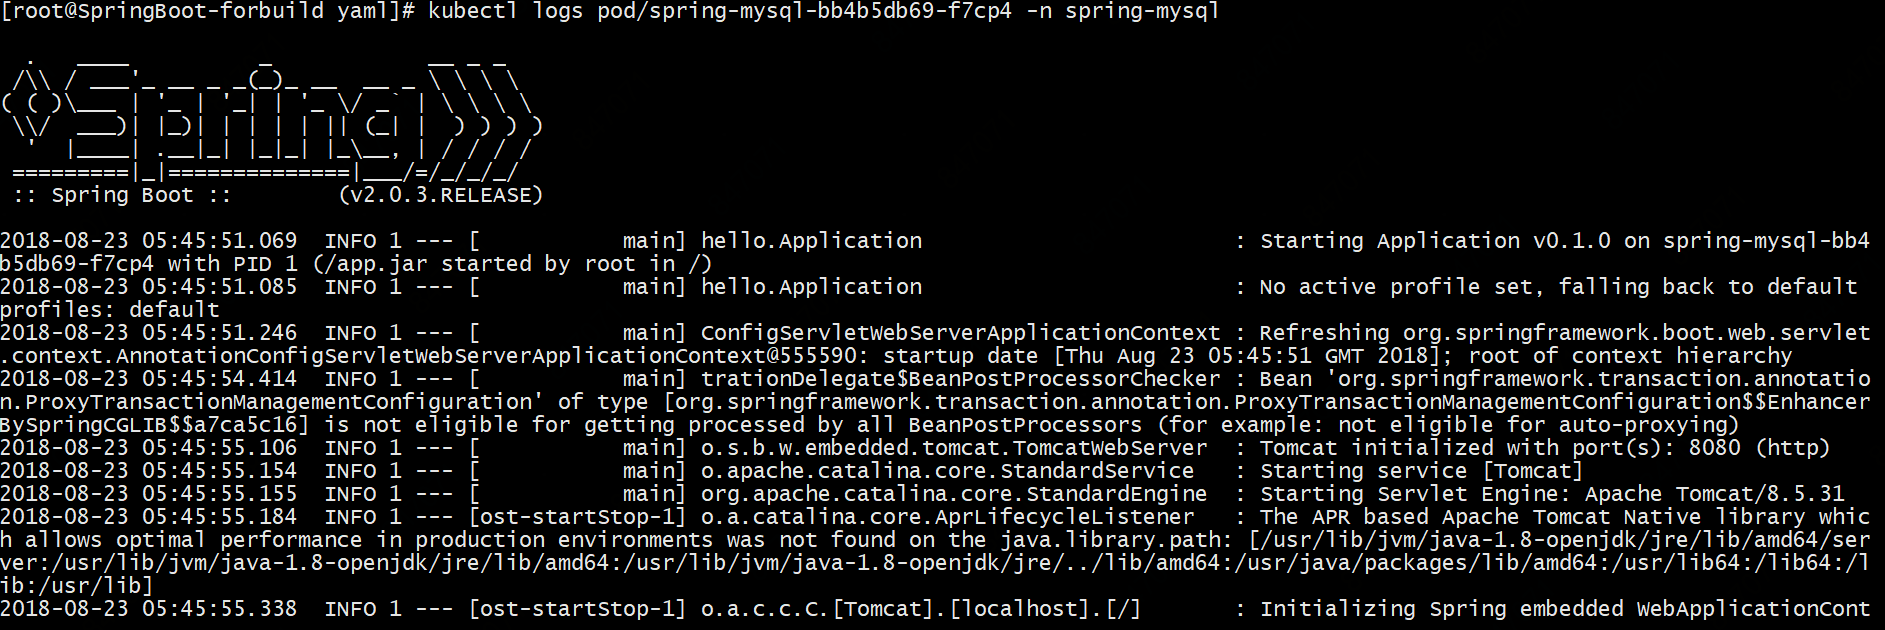 [root@SpringBoot-forbuild yaml]# kubectl logs pod/spring-mysql-bb4b5db69-f7cp4 -n spring-mysql
  .   ____          _            __ _ _
 /\\ / ___'_ __ _ _(_)_ __  __ _ \ \ \ \
( ( )\___ | '_ | '_| | '_ \/ _` | \ \ \ \
 \\/  ___)| |_)| | | | | || (_| |  ) ) ) )
  '  |____| .__|_| |_|_| |_\__, | / / / /
 =========|_|==============|___/=/_/_/_/
 :: Spring Boot ::        (v2.0.3.RELEASE)
2018-08-23 05:45:51.069  INFO 1 --- [           main] hello.Application                        : Starting Application v0.1.0 on spring-mysql-bb4
b5db69-f7cp4 with PID 1 (/app.jar started by root in /)
2018-08-23 05:45:51.085  INFO 1 --- [           main] hello.Application                        : No active profile set, falling back to default
profiles: default
2018-08-23 05:45:51.246  INFO 1 --- [           main] ConfigServletWebServerApplicationContext : Refreshing org.springframework.boot.web.servlet
.context.AnnotationConfigServletWebServerApplicationContext@555590: startup date [Thu Aug 23 05:45:51 GMT 2018]; root of context hierarchy
2018-08-23 05:45:54.414  INFO 1 --- [           main] trationDelegate$BeanPostProcessorChecker : Bean 'org.springframework.transaction.annotatio
n.ProxyTransactionManagementConfiguration' of type [org.springframework.transaction.annotation.ProxyTransactionManagementConfiguration$$Enhancer
BySpringCGLIB$$a7ca5c16] is not eligible for getting processed by all BeanPostProcessors (for example: not eligible for auto-proxying)
2018-08-23 05:45:55.106  INFO 1 --- [           main] o.s.b.w.embedded.tomcat.TomcatWebServer  : Tomcat initialized with port(s): 8080 (http)
2018-08-23 05:45:55.154  INFO 1 --- [           main] o.apache.catalina.core.StandardService   : Starting service [Tomcat]
2018-08-23 05:45:55.155  INFO 1 --- [           main] org.apache.catalina.core.StandardEngine  : Starting Servlet Engine: Apache Tomcat/8.5.31
2018-08-23 05:45:55.184  INFO 1 --- [ost-startStop-1] o.a.catalina.core.AprLifecycleListener   : The APR based Apache Tomcat Native library whic
h allows optimal performance in production environments was not found on the java.library.path: [/usr/lib/jvm/java-1.8-openjdk/jre/lib/amd64/ser
ver:/usr/lib/jvm/java-1.8-openjdk/jre/lib/amd64:/usr/lib/jvm/java-1.8-openjdk/jre/../lib/amd64:/usr/java/packages/lib/amd64:/usr/lib64:/lib64:/l
ib:/usr/lib]
2018-08-23 05:45:55.338  INFO 1 --- [ost-startStop-1] o.a.c.c.C.[Tomcat].[localhost].[/]       : Initializing Spring embedded WebApplicationCont